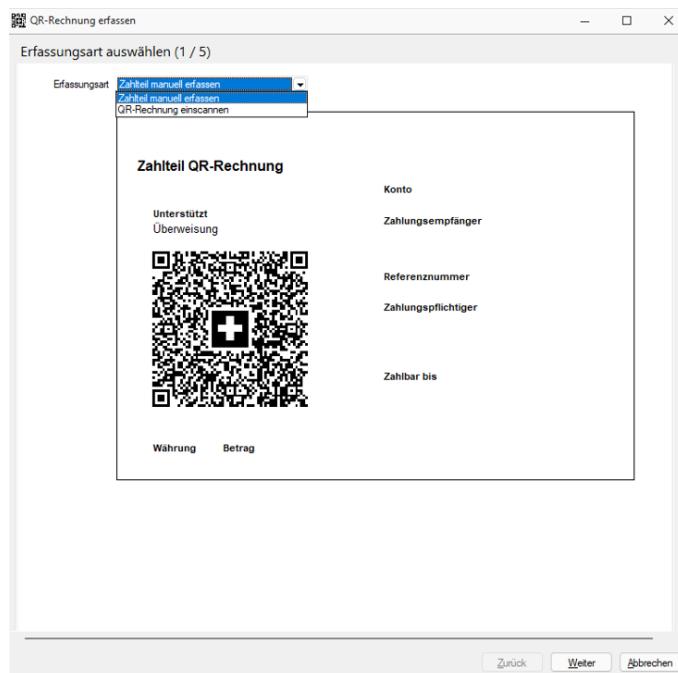 QR-Rechnung erfassen
Erfassungsart auswählen (1 / 5)
Erfassungsart Zahlteil manuell erfassen
Zahlteil manuell erfassen
QR-Rechnung einscannen
Zahlteil QR-Rechnung
Konto
Unterstützt
Überweisung
Zahlungsempfänger
Referenznummer
Zahlungspflichtiger
Zahlbar bis
Währung Betrag
Zurück Weiter Abbrechen